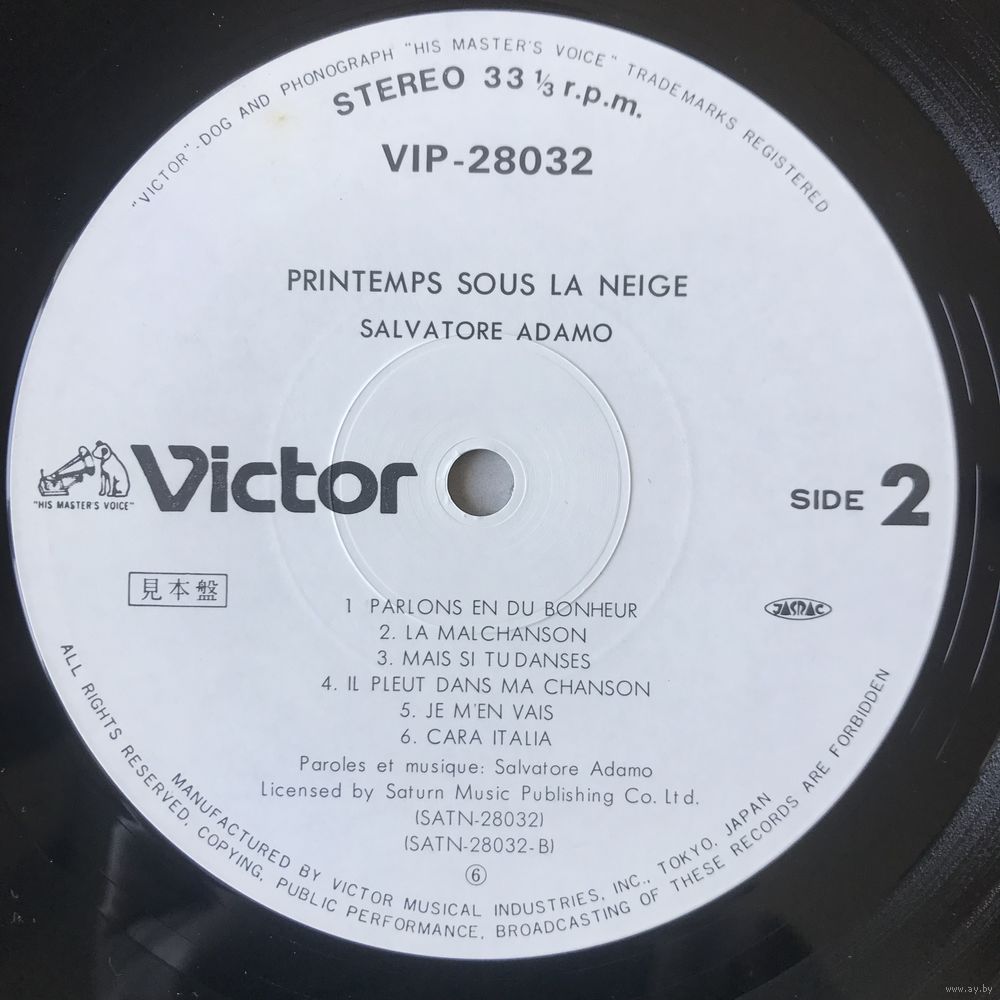 "VICTOR"-DOG AND PHONOGRAPH "HIS MASTER'S VOICE" TRADEMARKS REGISTERED
STEREO 33 1/3 r.p.m.
VIP-28032
PRINTEMPS SOUS LA NEIGE
SALVATORE ADAMO
"HIS MASTER'S VOICE"
Victor
SIDE 2
見本盤
JASRAC
1 PARLONS EN DU BONHEUR
2. LA MALCHANSON
3. MAIS SI TU DANSES
4. IL PLEUT DANS MA CHANSON
5. JE M'EN VAIS
6. CARA ITALIA
Paroles et musique: Salvatore Adamo
Licensed by Saturn Music Publishing Co. Ltd.
(SATN-28032)
(SATN-28032-B)
⑥
MANUFACTURED BY VICTOR MUSICAL INDUSTRIES, INC., TOKYO, JAPAN
ALL RIGHTS RESERVED, COPYING, PUBLIC PERFORMANCE, BROADCASTING OF THESE RECORDS ARE FORBIDDEN
www.ay.by